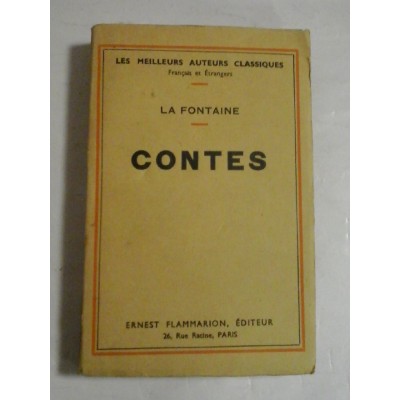 LES MEILLEURS AUTEURS CLASSIQUES
Français et Étrangers
LA FONTAINE
CONTES
ERNEST FLAMMARION, ÉDITEUR
26, Rue Racine, PARIS